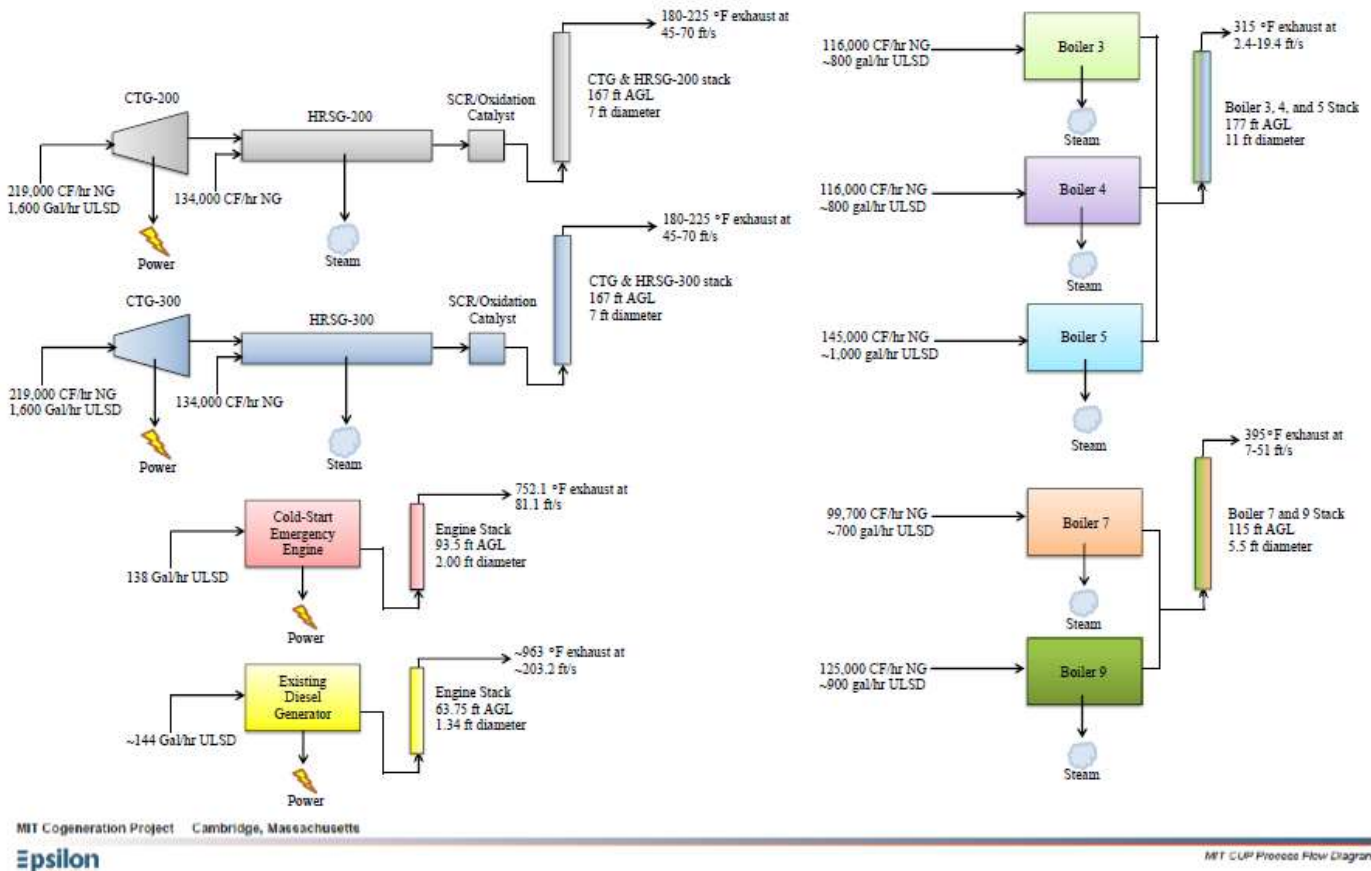 180-225 °F exhaust at
45-70 ft/s
CTG & HRSG-200 stack
167 ft AGL
7 ft diameter
CTG-200
HRSG-200
SCR/Oxidation
Catalyst
219,000 CF/hr NG
1,600 Gal/hr ULSD
134,000 CF/hr NG
Power
Steam
180-225 °F exhaust at
45-70 ft/s
CTG & HRSG-300 stack
167 ft AGL
7 ft diameter
CTG-300
HRSG-300
SCR/Oxidation
Catalyst
219,000 CF/hr NG
1,600 Gal/hr ULSD
134,000 CF/hr NG
Power
Steam
752.1 °F exhaust at
81.1 ft/s
Cold-Start
Emergency
Engine
Engine Stack
93.5 ft AGL
2.00 ft diameter
138 Gal/hr ULSD
Power
~963 °F exhaust at
~203.2 ft/s
Existing
Diesel
Generator
Engine Stack
63.75 ft AGL
1.34 ft diameter
~144 Gal/hr ULSD
Power
116,000 CF/hr NG
~800 gal/hr ULSD
Boiler 3
Steam
315 °F exhaust at
2.4-19.4 ft/s
Boiler 3, 4, and 5 Stack
177 ft AGL
11 ft diameter
116,000 CF/hr NG
~800 gal/hr ULSD
Boiler 4
Steam
145,000 CF/hr NG
~1,000 gal/hr ULSD
Boiler 5
Steam
395°F exhaust at
7-51 ft/s
Boiler 7 and 9 Stack
115 ft AGL
5.5 ft diameter
99,700 CF/hr NG
~700 gal/hr ULSD
Boiler 7
Steam
125,000 CF/hr NG
~900 gal/hr ULSD
Boiler 9
Steam
MIT Cogeneration Project Cambridge, Massachusetts
Epsilon
MIT CUP Process Flow Diagram